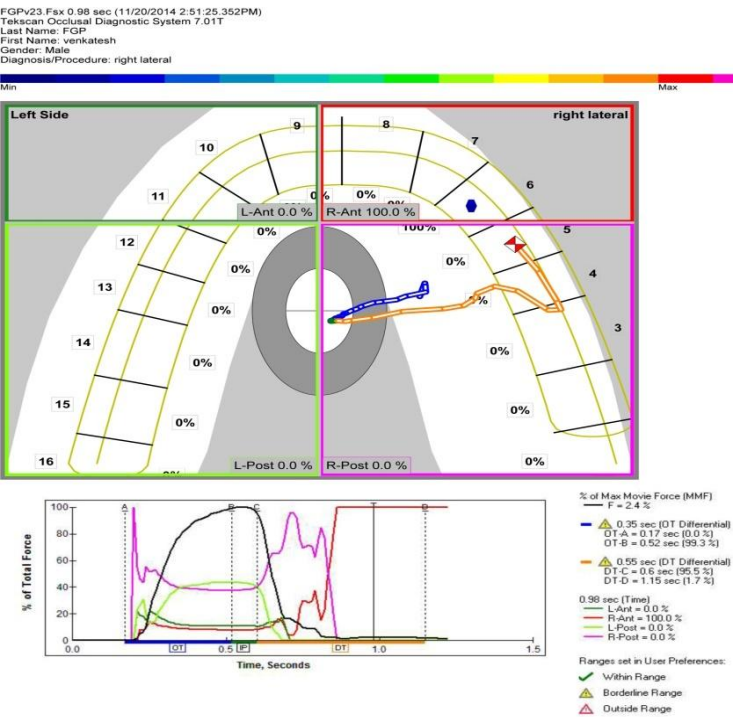 FGPv23.Fsx 0.98 sec (11/20/2014 2:51:25.352PM)
Tekscan Occlusal Diagnostic System 7.01T
Last Name: FGP
First Name: venkatesh
Gender: Male
Diagnosis/Procedure: right lateral
Min Max
Left Side right lateral
9 8
10 7
11 6
0% 0%
L-Ant 0.0 % R-Ant 100.0 %
12 0% 100% 5
0% 0%
13 4
0%
14 3
0% 0%
15 0% 0%
16 L-Post 0.0 % R-Post 0.0 % 0%
% of Total Force
100
80
60
40
20
0
A B C T D
0.0 0.5 1.0 1.5
OT IP DT
Time, Seconds
% of Max Movie Force (MMF)
F = 2.4 %
0.35 sec (OT Differential)
OT-A = 0.17 sec (0.0 %)
OT-B = 0.52 sec (99.3 %)
0.55 sec (DT Differential)
DT-C = 0.6 sec (95.5 %)
DT-D = 1.15 sec (1.7 %)
0.98 sec (Time)
L-Ant = 0.0 %
R-Ant = 100.0 %
L-Post = 0.0 %
R-Post = 0.0 %
Ranges set in User Preferences:
Within Range
Borderline Range
Outside Range